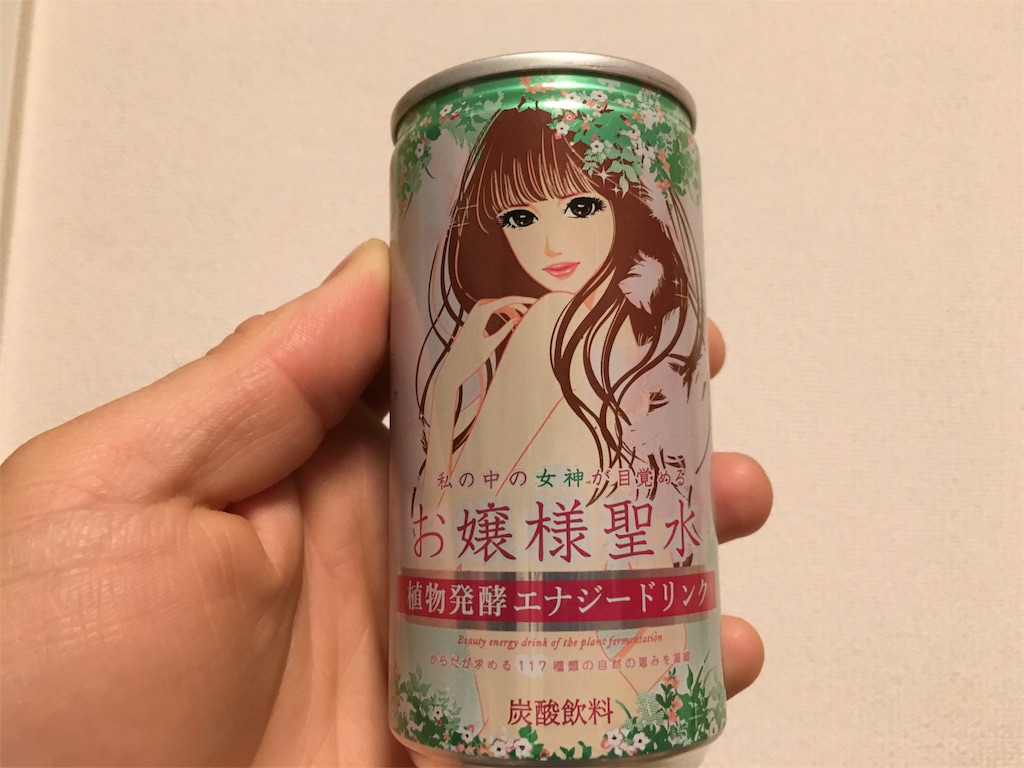 私の中の女神が目覚める
お嬢様聖水
植物発酵エナジードリンク
Beauty energy drink of the plant fermentation
からだが求める117種類の自然の恵みを凝縮
炭酸飲料